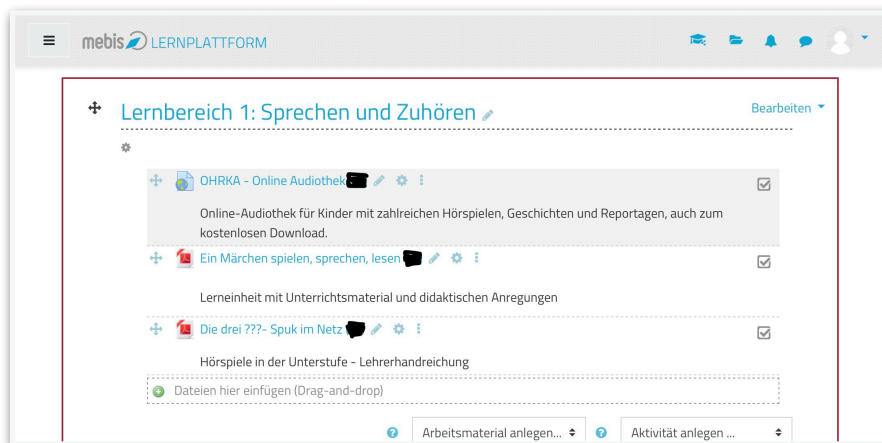 mebis LERNPLATTFORM
Lernbereich 1: Sprechen und Zuhören
Bearbeiten
OHRKA - Online Audiothek
Online-Audiothek für Kinder mit zahlreichen Hörspielen, Geschichten und Reportagen, auch zum
kostenlosen Download.
Ein Märchen spielen, sprechen, lesen
Lerneinheit mit Unterrichtsmaterial und didaktischen Anregungen
Die drei ???- Spuk im Netz
Hörspiele in der Unterstufe - Lehrerhandreichung
Dateien hier einfügen (Drag-and-drop)
? Arbeitsmaterial anlegen... ? Aktivität anlegen ...